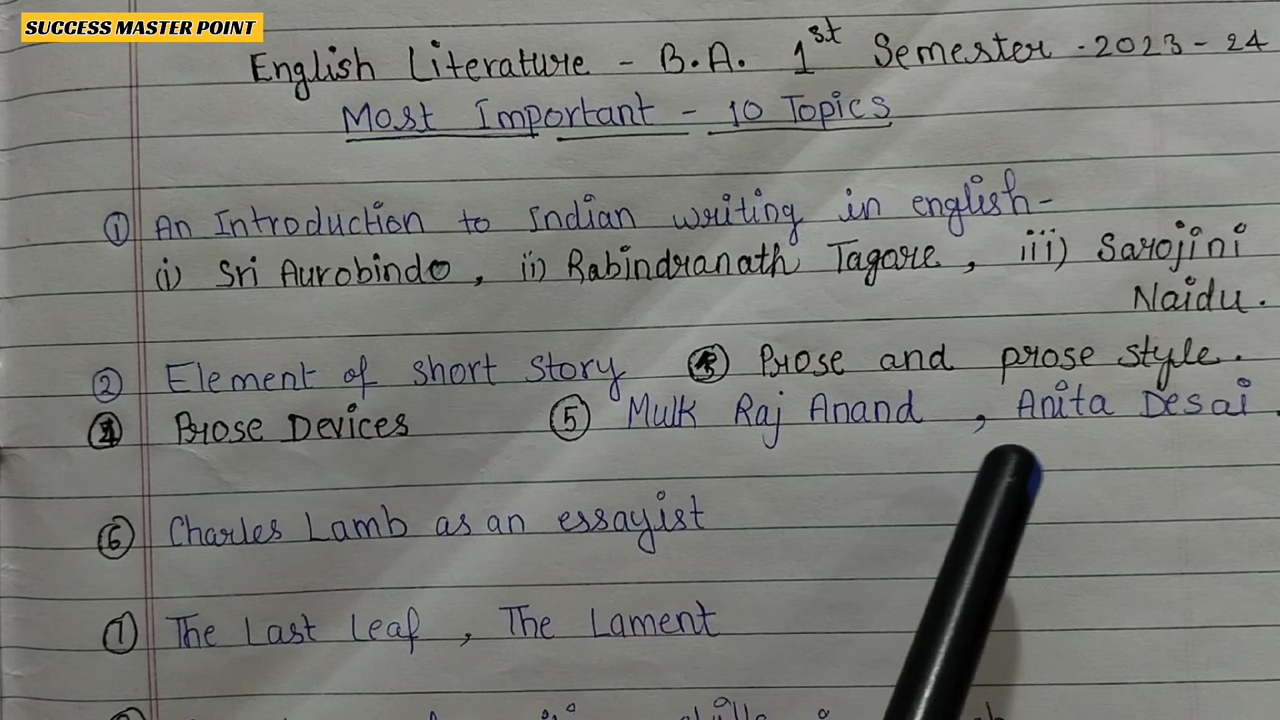 SUCCESS MASTER POINT
English Literature - B.A. 1st Semester - 2023-24
Most Important - 10 Topics
① An Introduction to Indian writing in english-
(i) Sri Aurobindo, ii) Rabindranath Tagore, iii) Sarojini
Naidu.
② Element of short Story Prose and prose style.
Prose Devices ⑤ Mulk Raj Anand, Anita Desai.
⑥ Charles Lamb as an essayist
⑦ The Last Leaf, The Lament